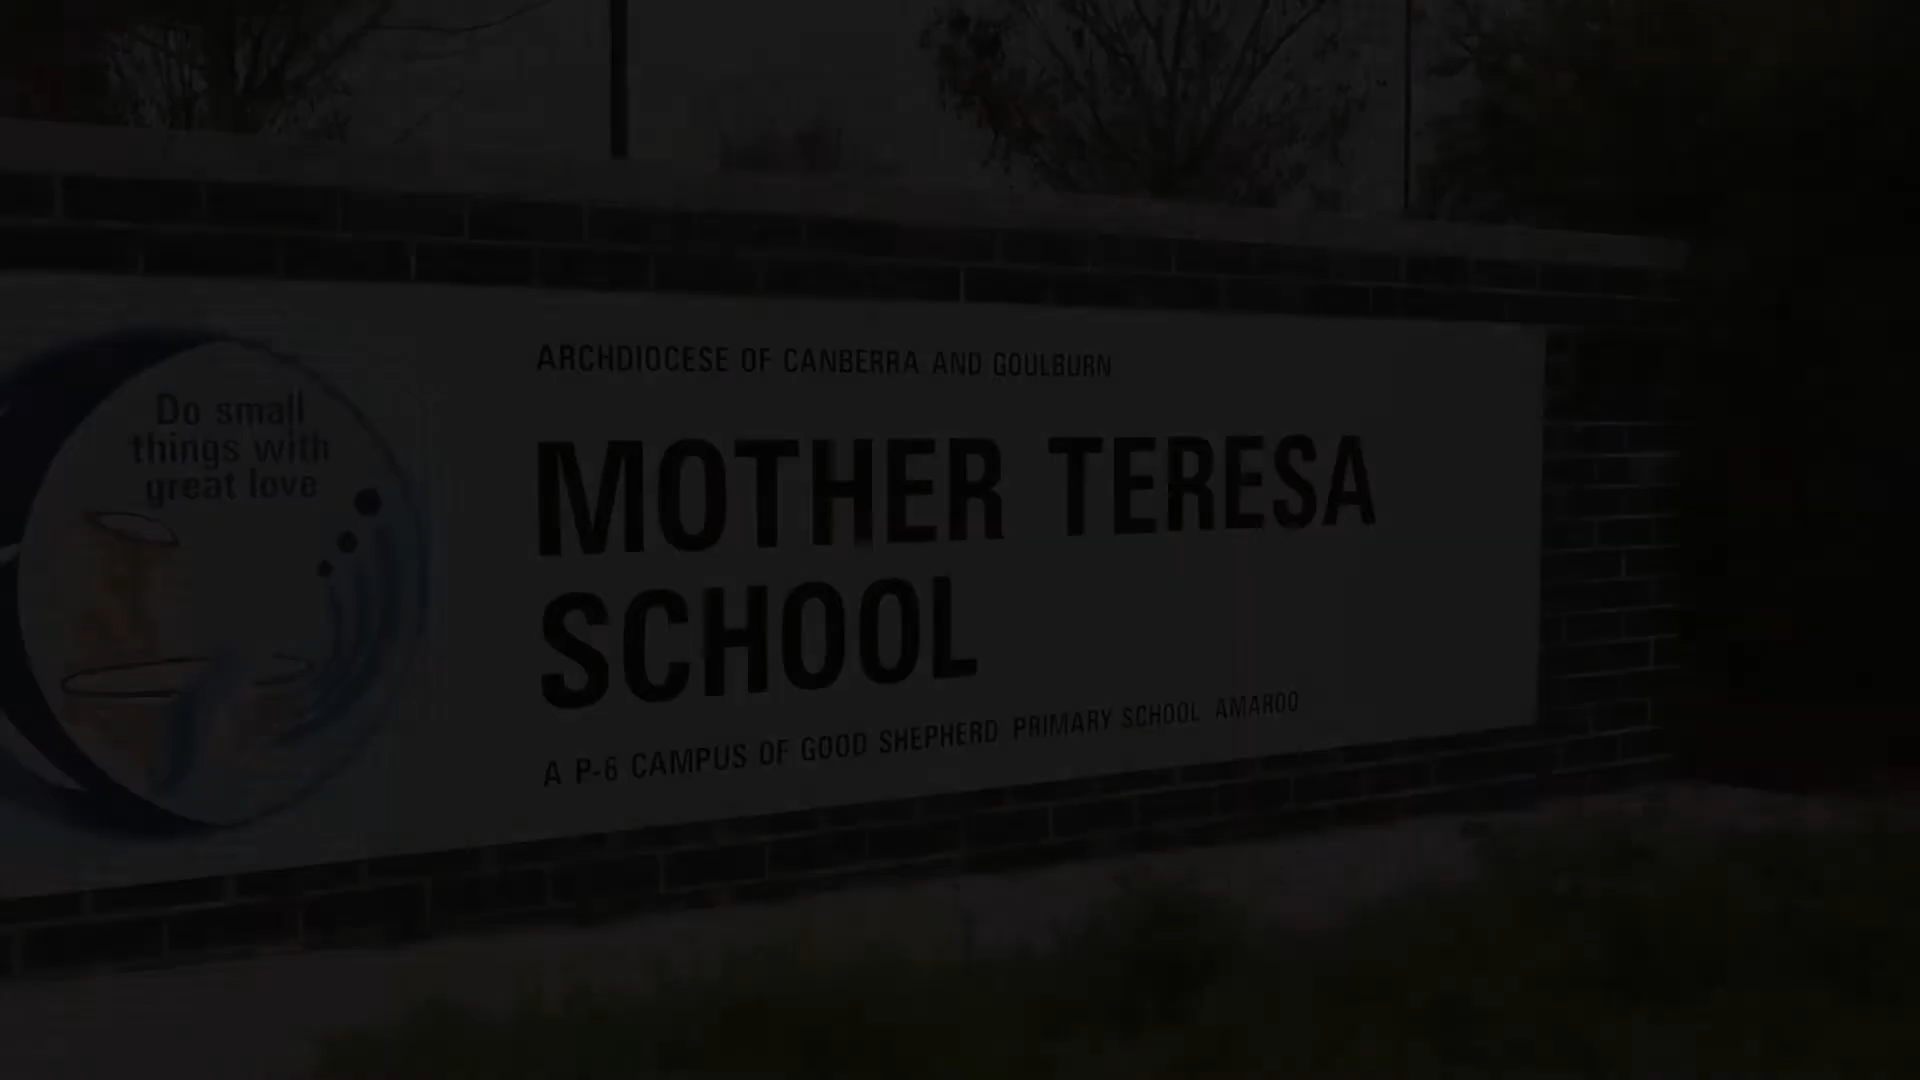 Do small
things with
great love
ARCHDIOCESE OF CANBERRA AND GOULBURN
MOTHER TERESA
SCHOOL
A P-6 CAMPUS OF GOOD SHEPHERD PRIMARY SCHOOL AMAROO